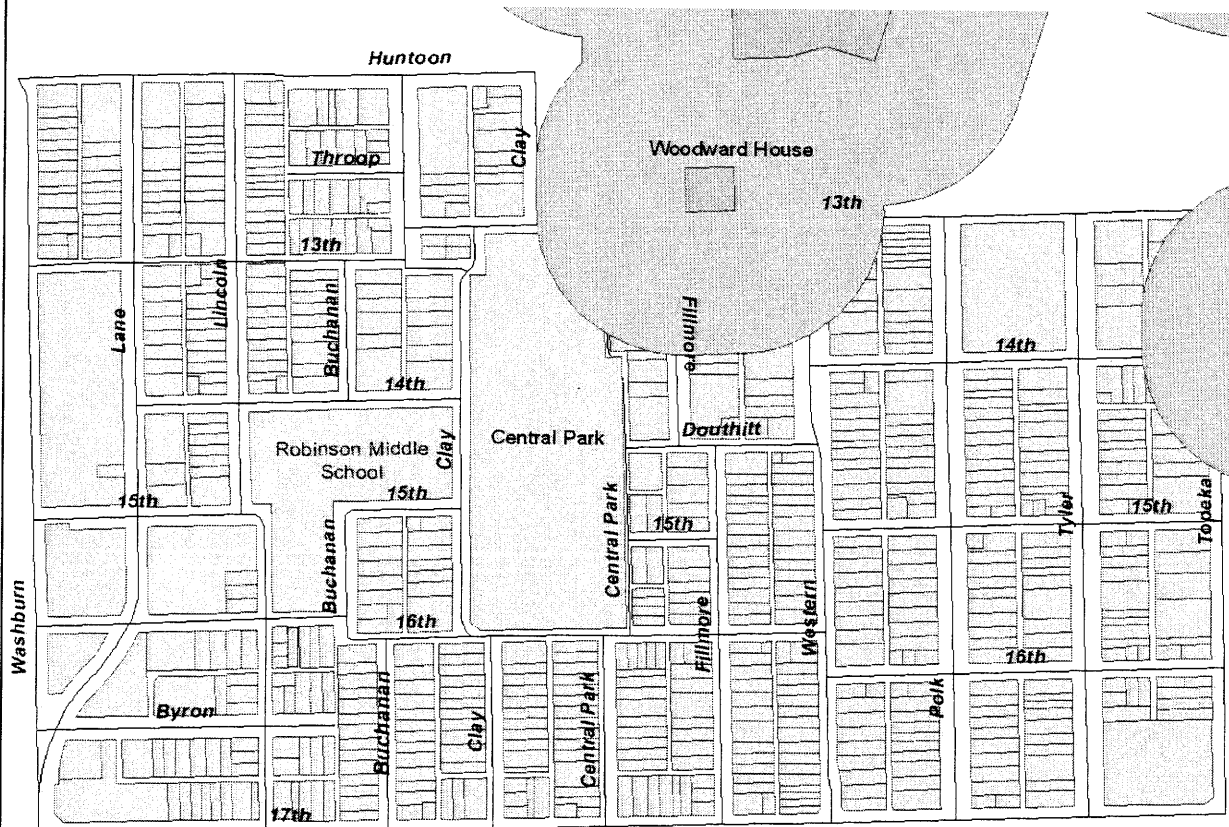 Huntoon
Throop
Clay
Woodward House
13th
13th
Lincoln
Lane
Buchanan
Fillmore
14th
14th
Douthitt
Central Park
Robinson Middle
School
Clay
15th
15th
Central Park
15th
15th
Tyler
Topeka
Washburn
Buchanan
16th
Fillmore
Western
16th
Byron
Buchanan
Clay
Central Park
Polk
17th